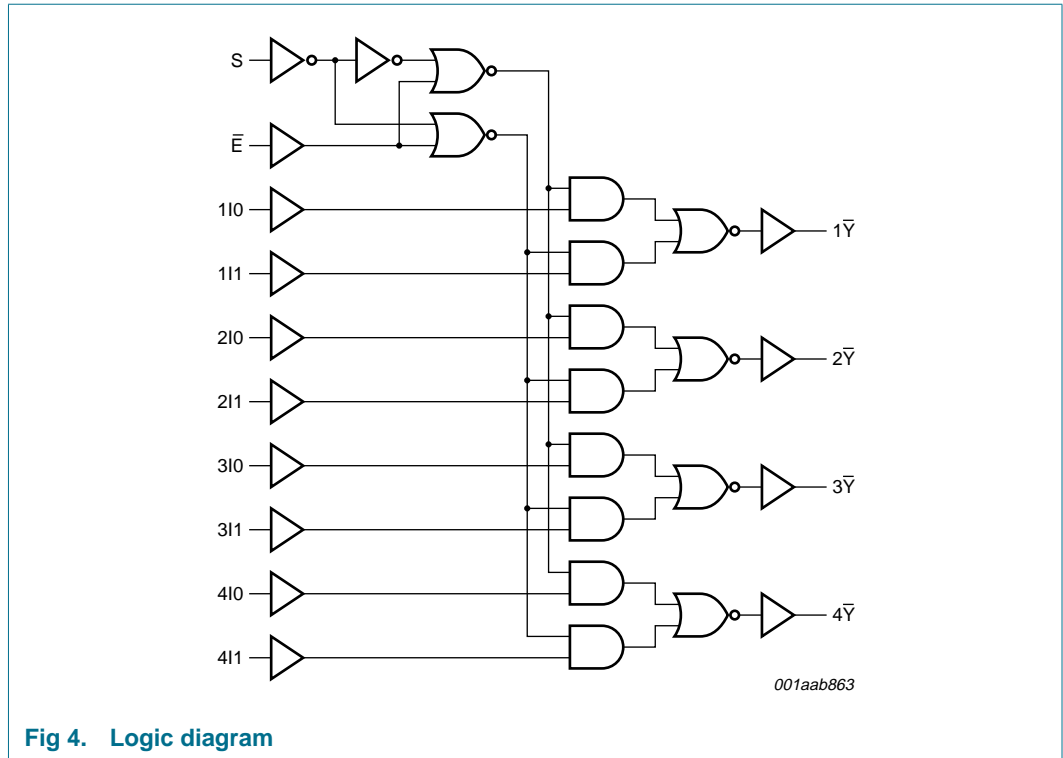 S
E̅
1I0
1Y̅
1I1
2I0
2Y̅
2I1
3I0
3Y̅
3I1
4I0
4Y̅
4I1
001aab863
Fig 4. Logic diagram